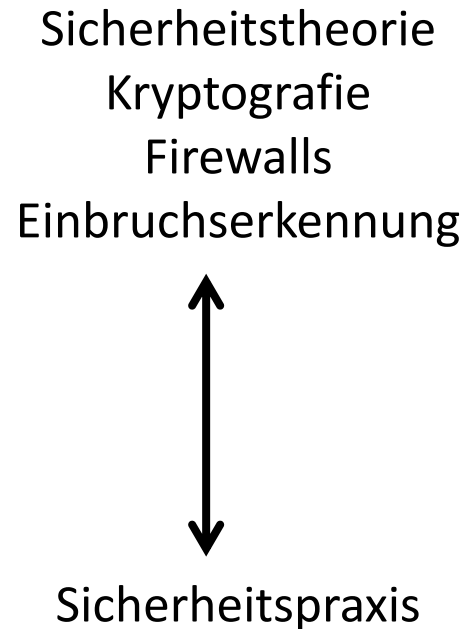 Sicherheitstheorie
Kryptografie
Firewalls
Einbruchserkennung
Sicherheitspraxis